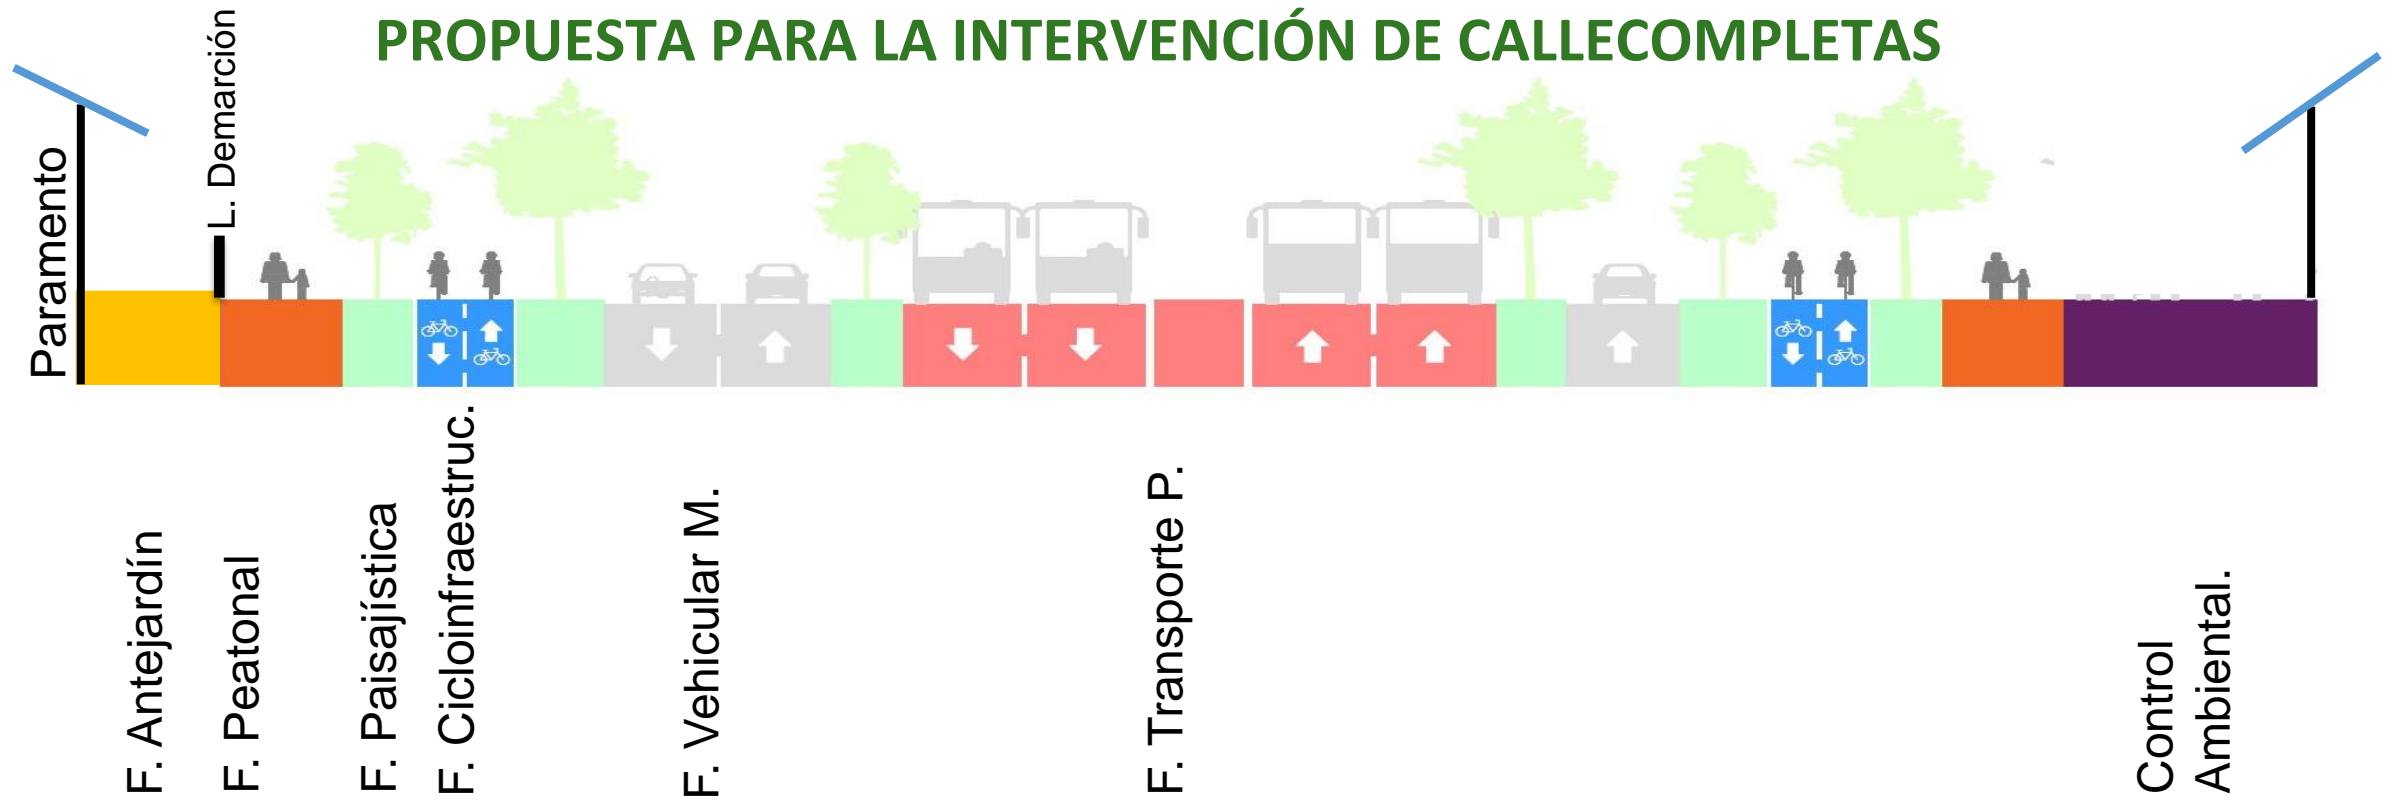 PROPUESTA PARA LA INTERVENCIÓN DE CALLECOMPLETAS
Paramento
L. Demarción
F. Antejardín
F. Peatonal
F. Paisajística
F. Cicloinfraestruc.
F. Vehicular M.
F. Transporte P.
Control
Ambiental.